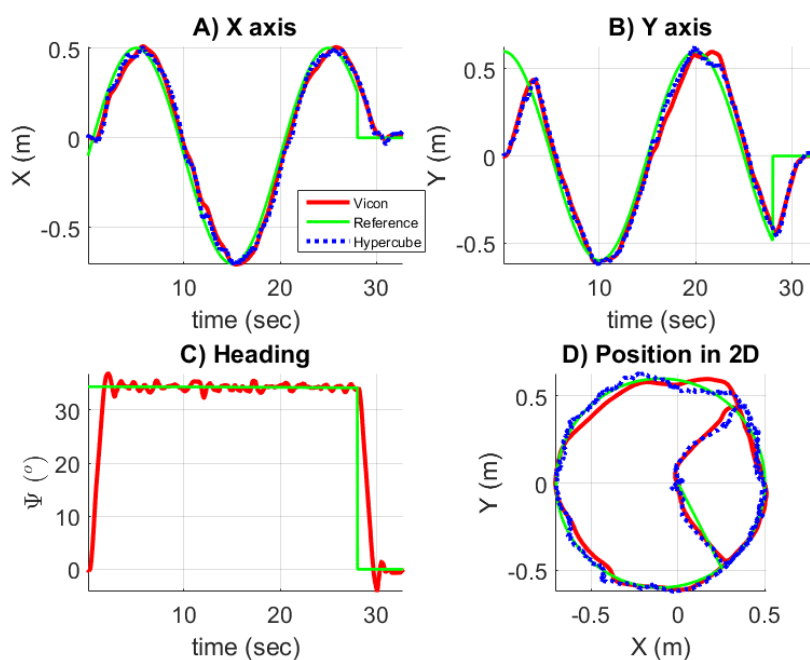 A) X axis
0.5
0
-0.5
X (m)
10
20
30
time (sec)
Vicon
Reference
Hypercube
B) Y axis
0.5
0
-0.5
Y (m)
10
20
30
time (sec)
C) Heading
30
20
10
0
Ψ (°)
10
20
30
time (sec)
D) Position in 2D
0.5
0
-0.5
Y (m)
-0.5
0
0.5
X (m)